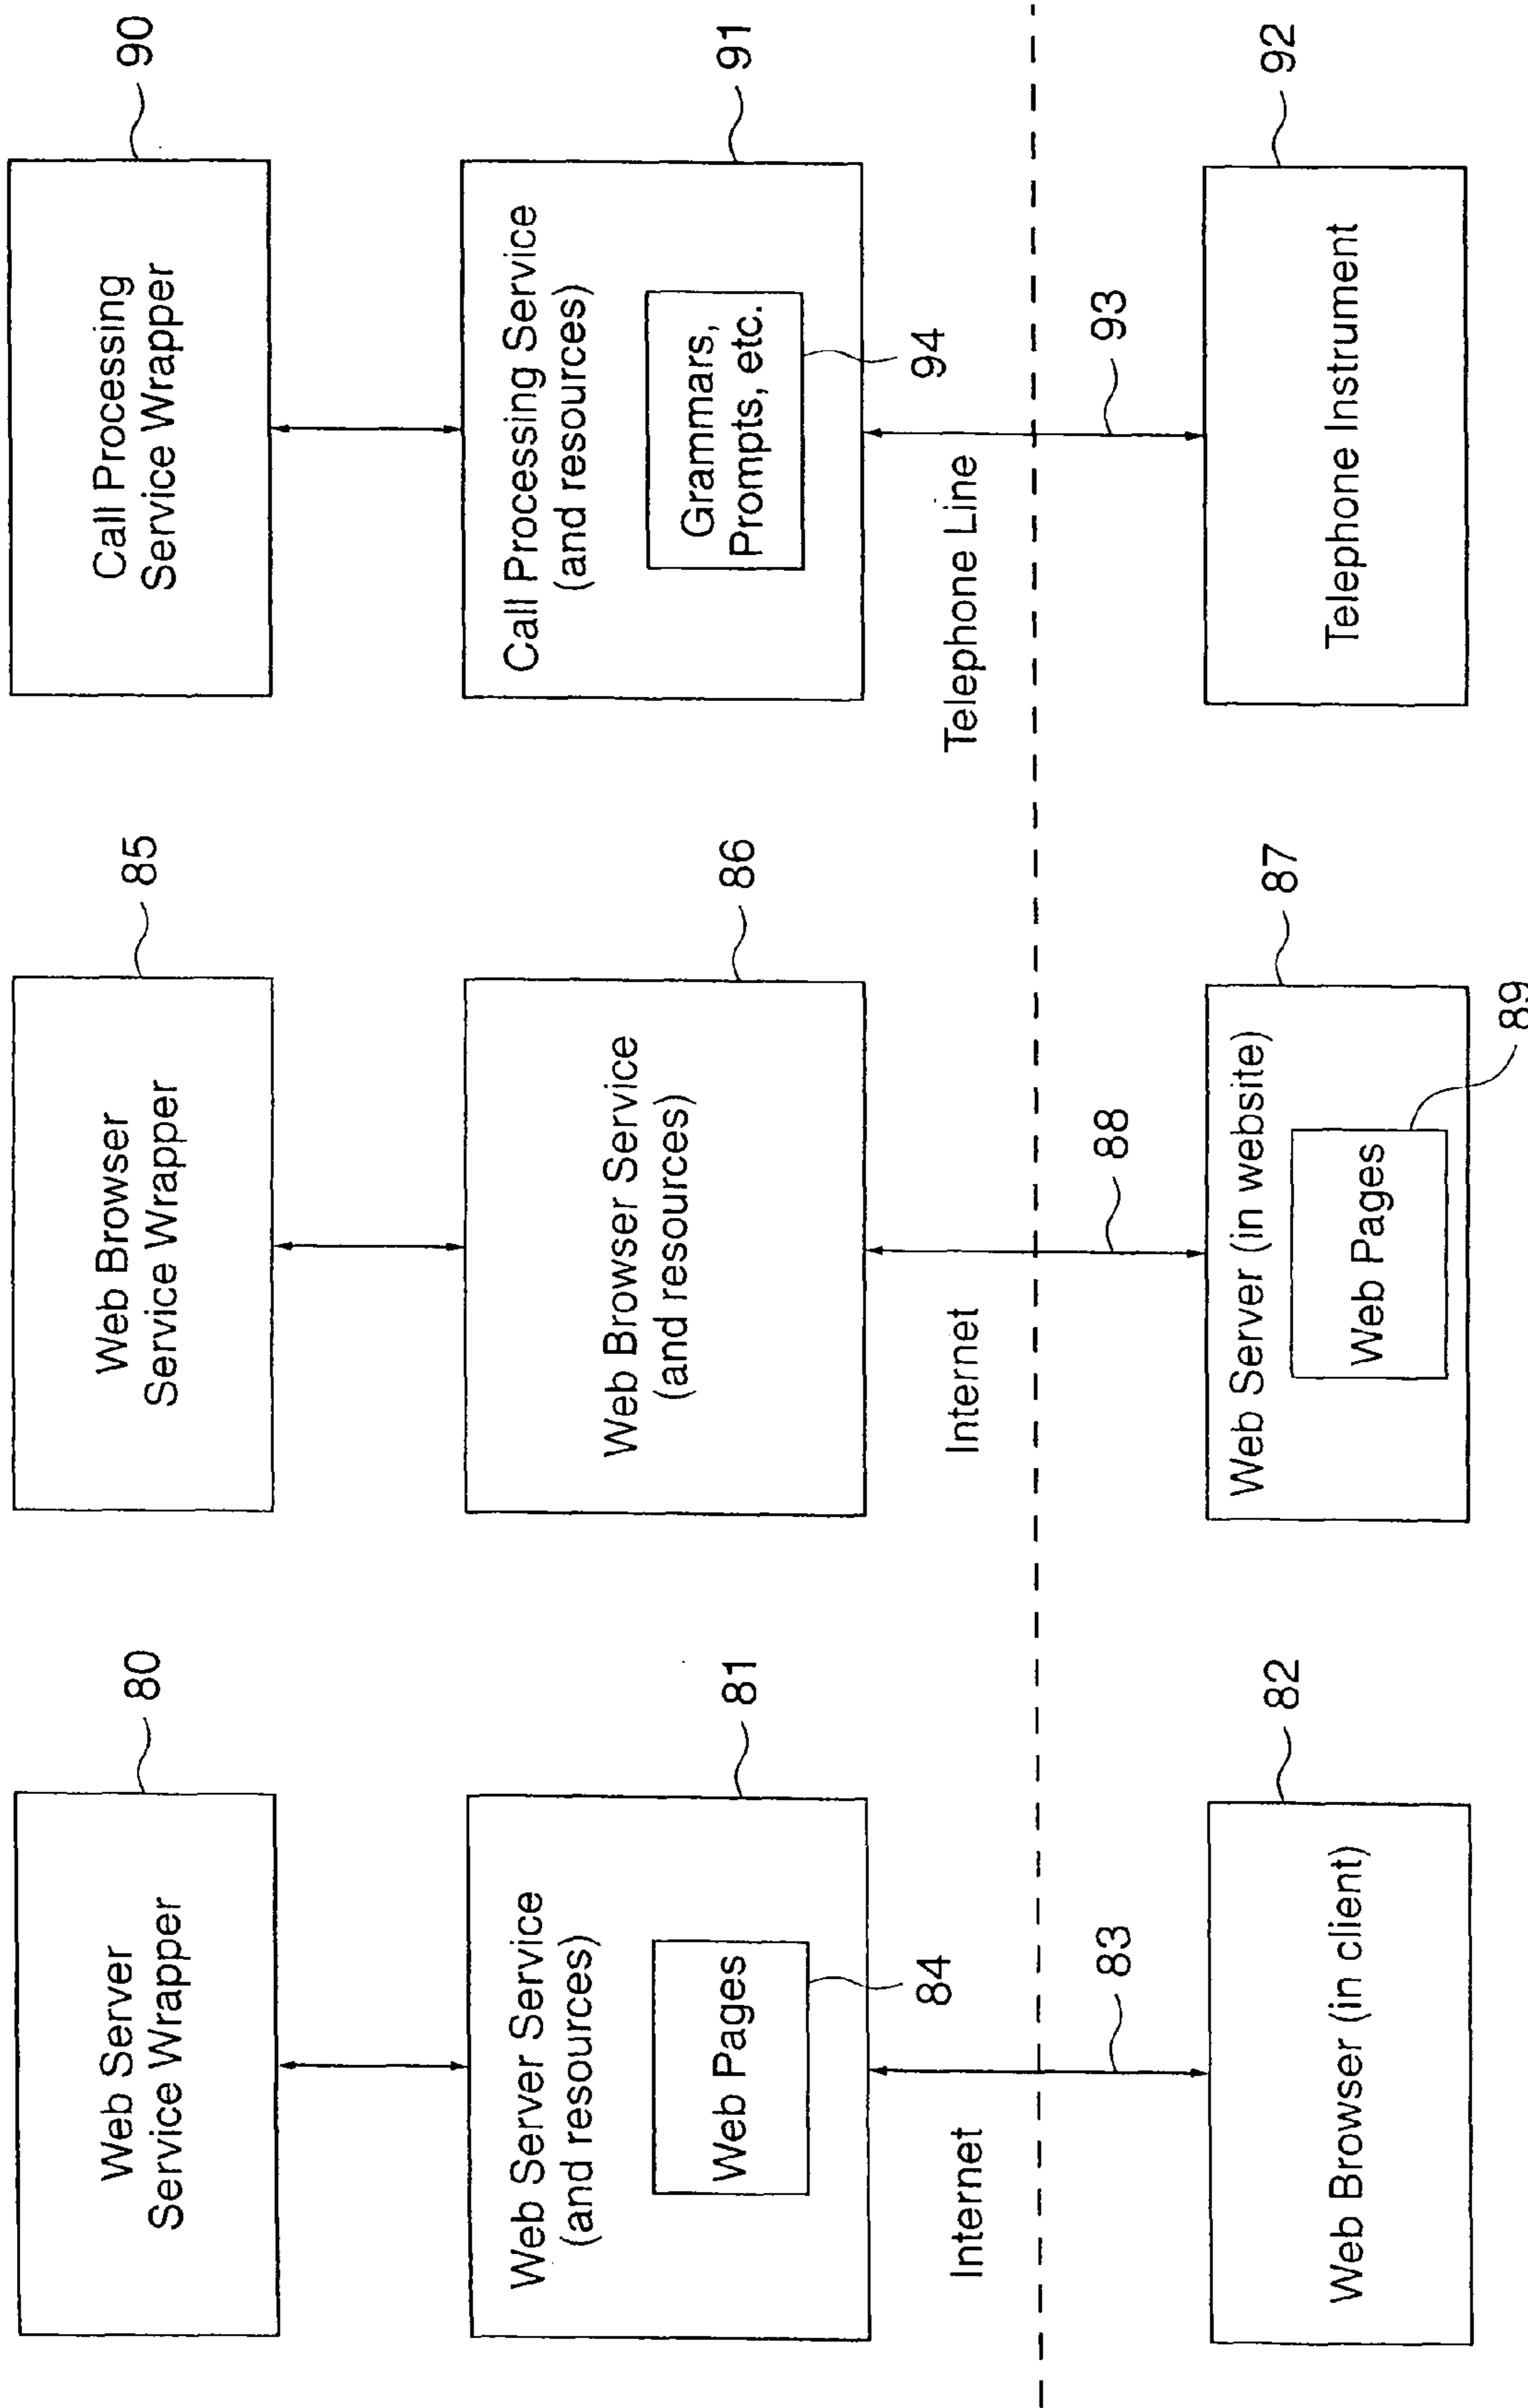 Web Server
Service Wrapper
80
Web Server Service
(and resources)
81
Web Pages
84
Internet
83
Web Browser (in client)
82
Web Browser
Service Wrapper
85
Web Browser Service
(and resources)
86
Internet
88
Web Server (in website)
87
Web Pages
89
Call Processing
Service Wrapper
90
Call Processing Service
(and resources)
91
Grammars,
Prompts, etc.
94
Telephone Line
93
Telephone Instrument
92